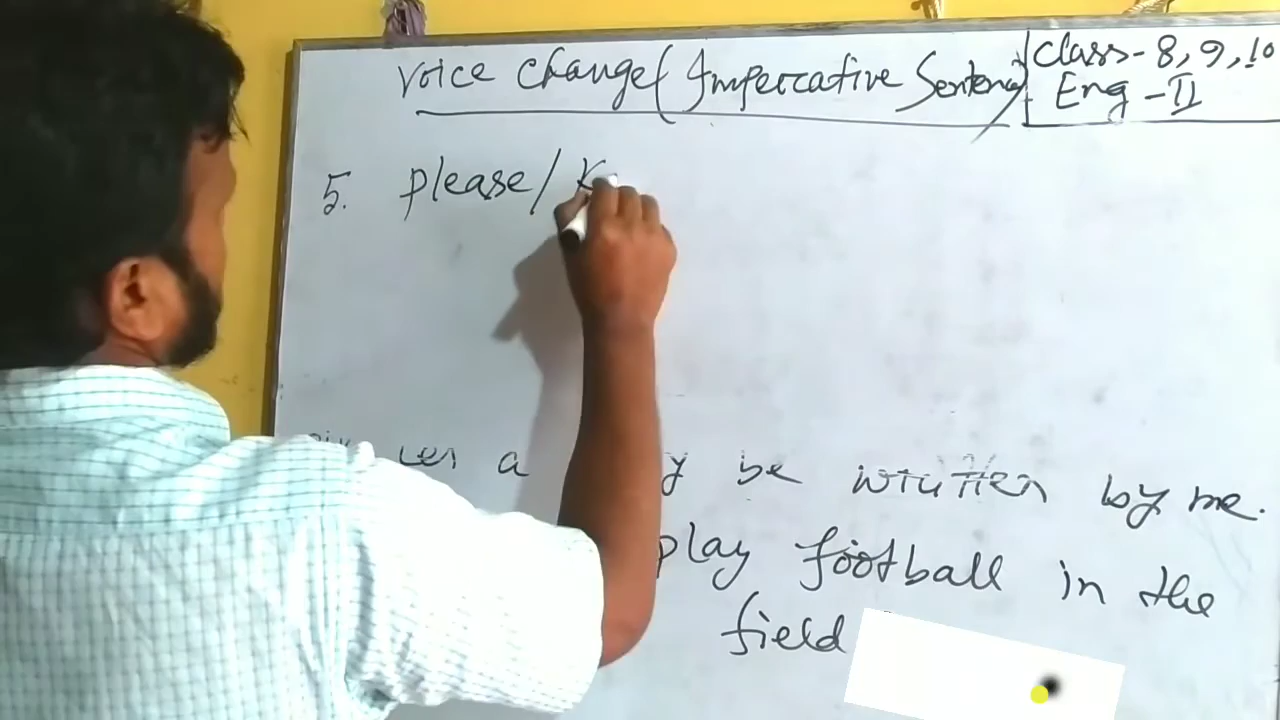 Voice Change (Impercative Sentence)
Class-8,9,10
Eng-II
5. please/K
a be written by me.
play football in the
field